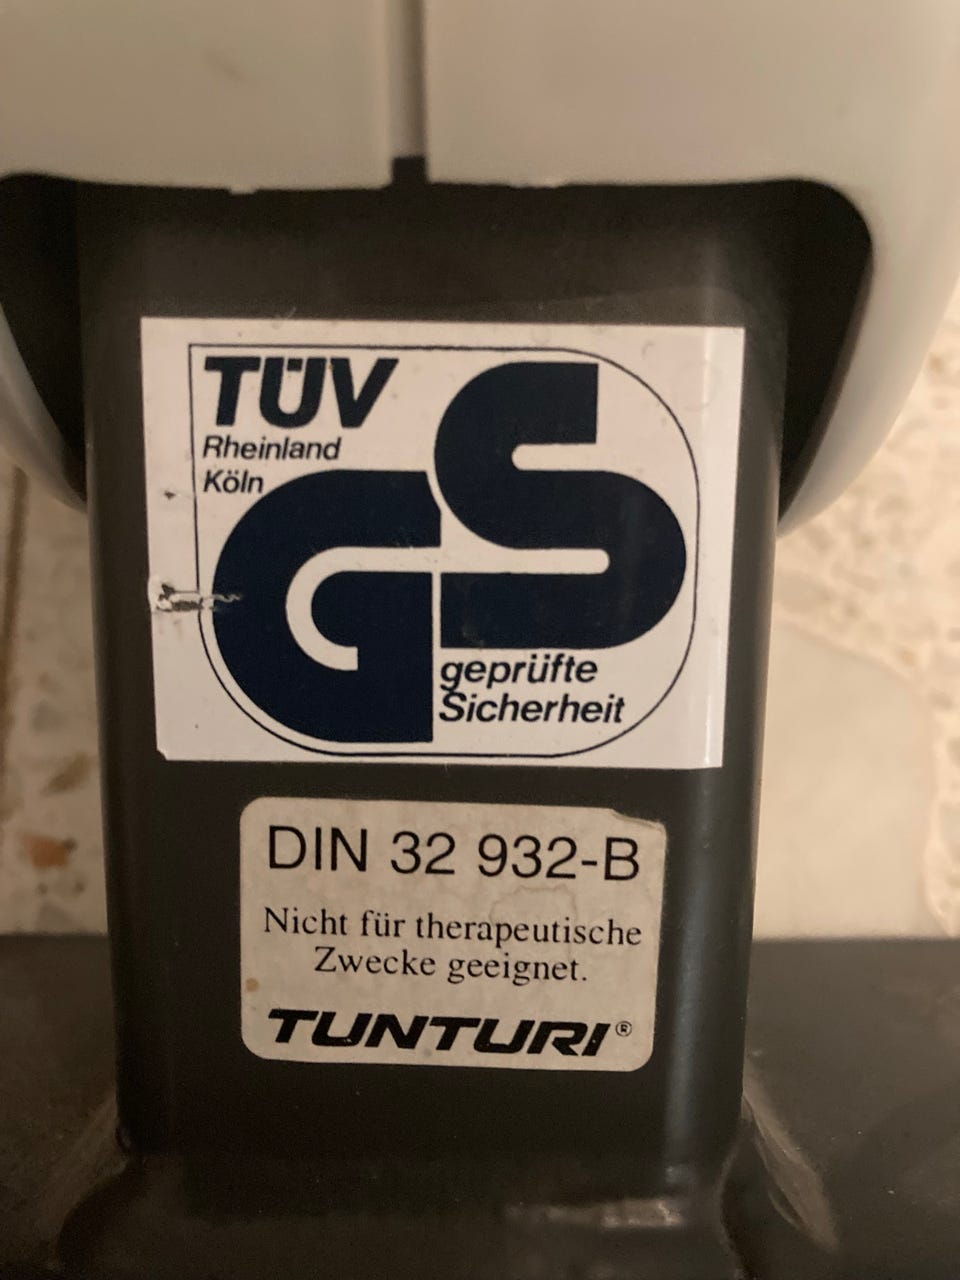 TÜV
Rheinland
Köln
GS
geprüfte
Sicherheit
DIN 32 932-B
Nicht für therapeutische
Zwecke geeignet.
TUNTURI®